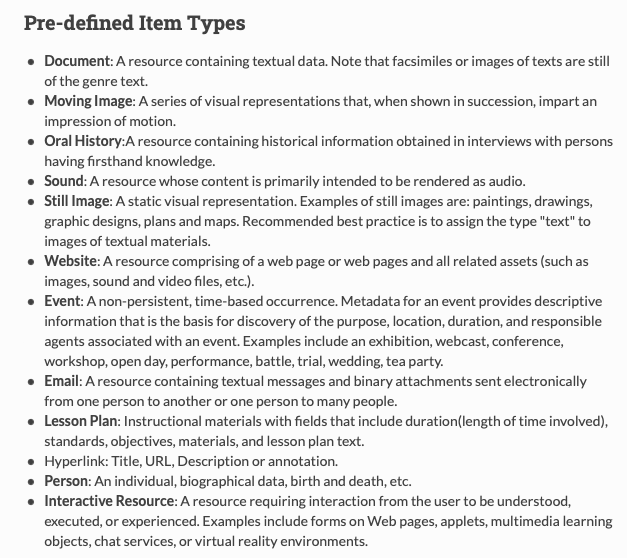 Pre-defined Item Types
Document: A resource containing textual data. Note that facsimiles or images of texts are still
of the genre text.
Moving Image: A series of visual representations that, when shown in succession, impart an
impression of motion.
Oral History:A resource containing historical information obtained in interviews with persons
having firsthand knowledge.
Sound: A resource whose content is primarily intended to be rendered as audio.
Still Image: A static visual representation. Examples of still images are: paintings, drawings,
graphic designs, plans and maps. Recommended best practice is to assign the type "text" to
images of textual materials.
Website: A resource comprising of a web page or web pages and all related assets (such as
images, sound and video files, etc.).
Event: A non-persistent, time-based occurrence. Metadata for an event provides descriptive
information that is the basis for discovery of the purpose, location, duration, and responsible
agents associated with an event. Examples include an exhibition, webcast, conference,
workshop, open day, performance, battle, trial, wedding, tea party.
Email: A resource containing textual messages and binary attachments sent electronically
from one person to another or one person to many people.
Lesson Plan: Instructional materials with fields that include duration(length of time involved),
standards, objectives, materials, and lesson plan text.
Hyperlink: Title, URL, Description or annotation.
Person: An individual, biographical data, birth and death, etc.
Interactive Resource: A resource requiring interaction from the user to be understood,
executed, or experienced. Examples include forms on Web pages, applets, multimedia learning
objects, chat services, or virtual reality environments.